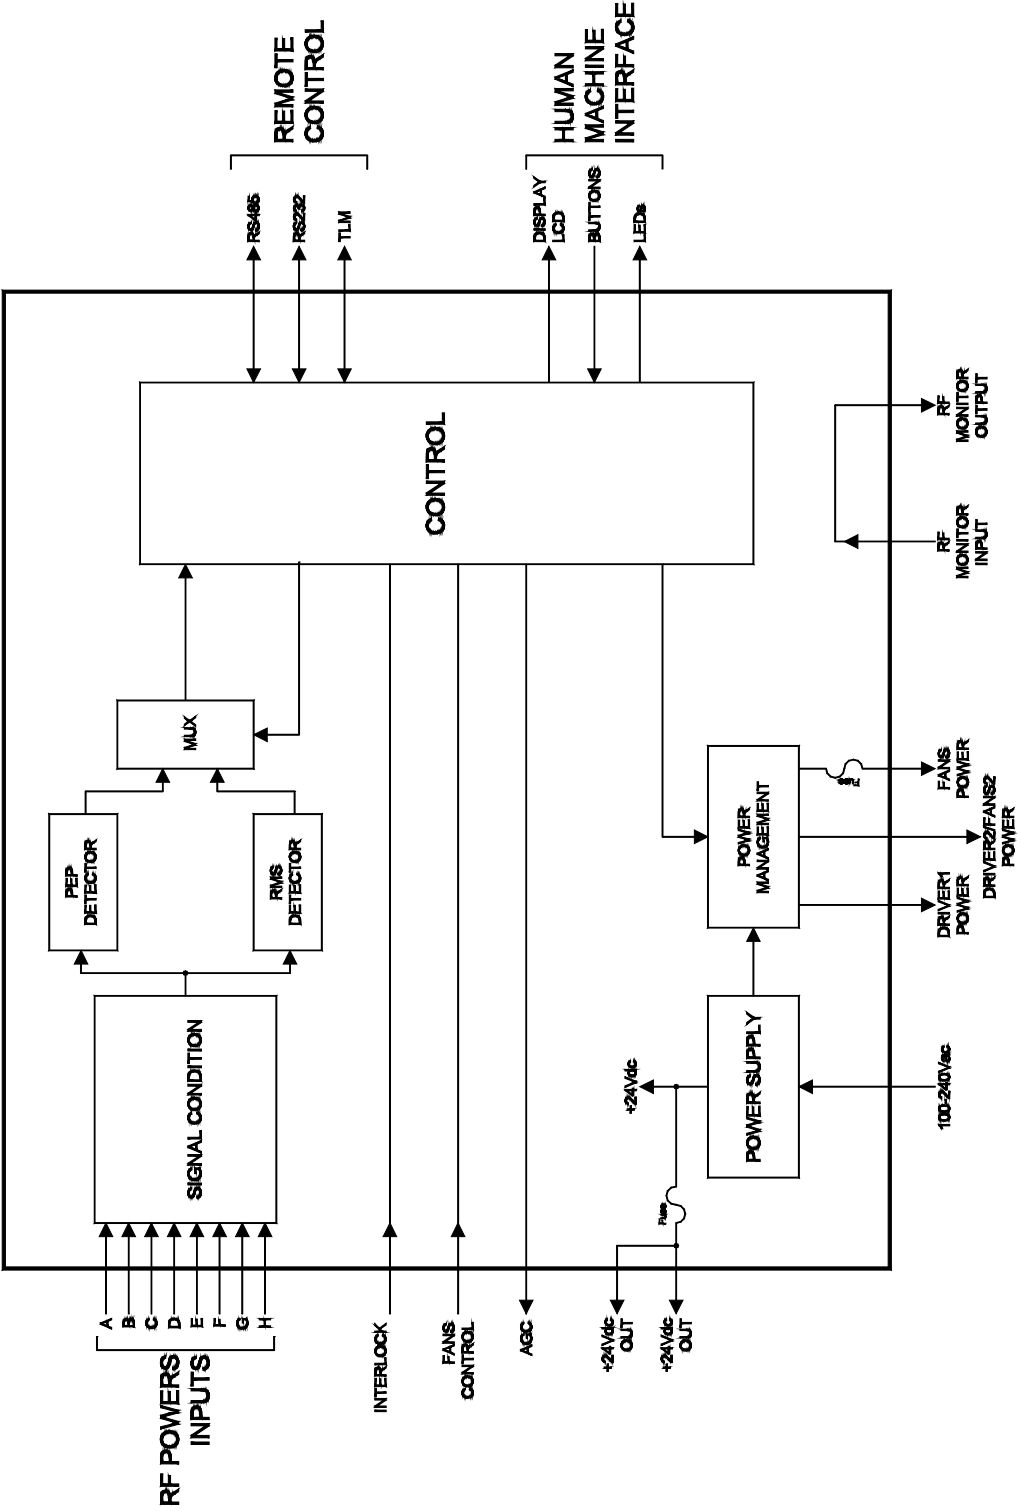 RF POWERS
INPUTS
A
B
C
D
E
F
G
H
SIGNAL CONDITION
PEP
DETECTOR
RMS
DETECTOR
MUX
CONTROL
RS485
RS232
TLM
REMOTE
CONTROL
DISPLAY
LCD
BUTTONS
LEDs
HUMAN
MACHINE
INTERFACE
INTERLOCK
FANS
CONTROL
AGC
+24Vdc
OUT
+24Vdc
OUT
Fuse
+24Vdc
POWER SUPPLY
POWER
MANAGEMENT
Fuse
100-240Vac
DRIVER1
POWER
DRIVER2/FANS2
POWER
FANS
POWER
RF
MONITOR
INPUT
RF
MONITOR
OUTPUT